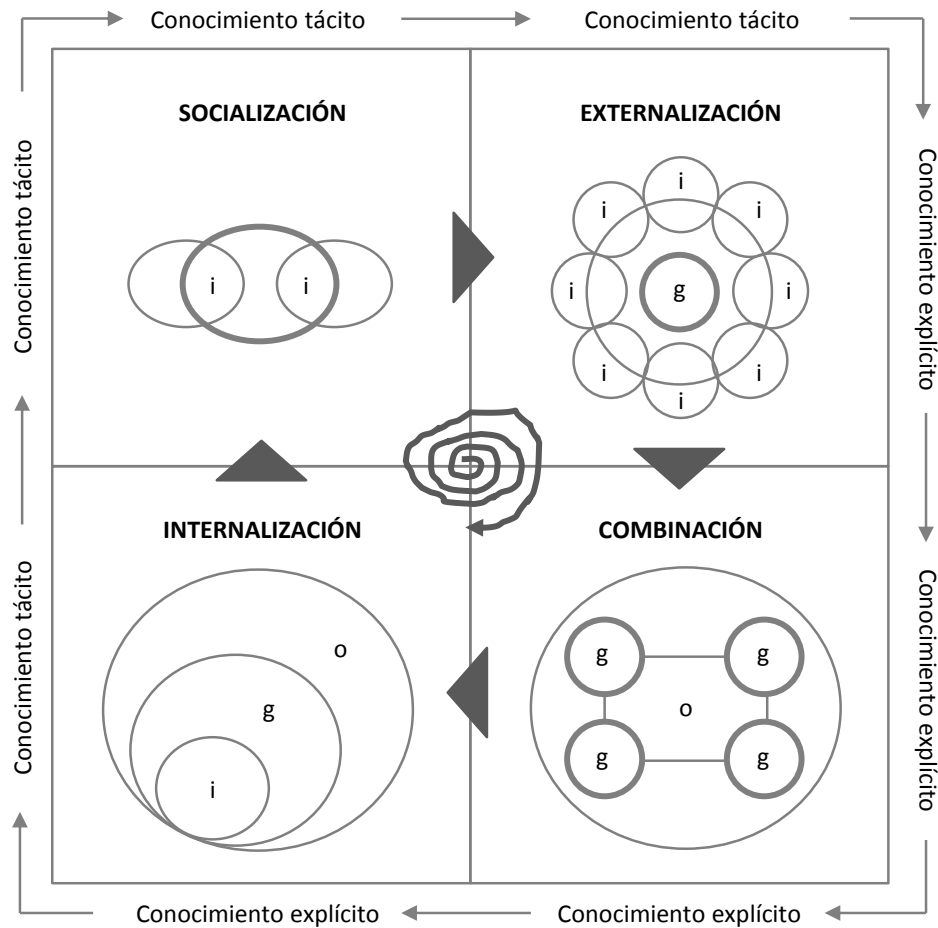 Conocimiento tácito
Conocimiento tácito
SOCIALIZACIÓN
EXTERNALIZACIÓN
Conocimiento tácito
Conocimiento explícito
i
i
i
i
i
i
i
g
i
i
i
i
INTERNALIZACIÓN
COMBINACIÓN
Conocimiento tácito
Conocimiento explícito
o
g
i
g
g
o
g
g
Conocimiento explícito
Conocimiento explícito